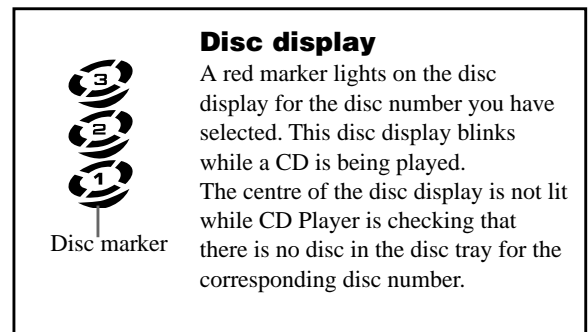 Disc display
3
2
1
Disc marker
A red marker lights on the disc
display for the disc number you have
selected. This disc display blinks
while a CD is being played.
The centre of the disc display is not lit
while CD Player is checking that
there is no disc in the disc tray for the
corresponding disc number.